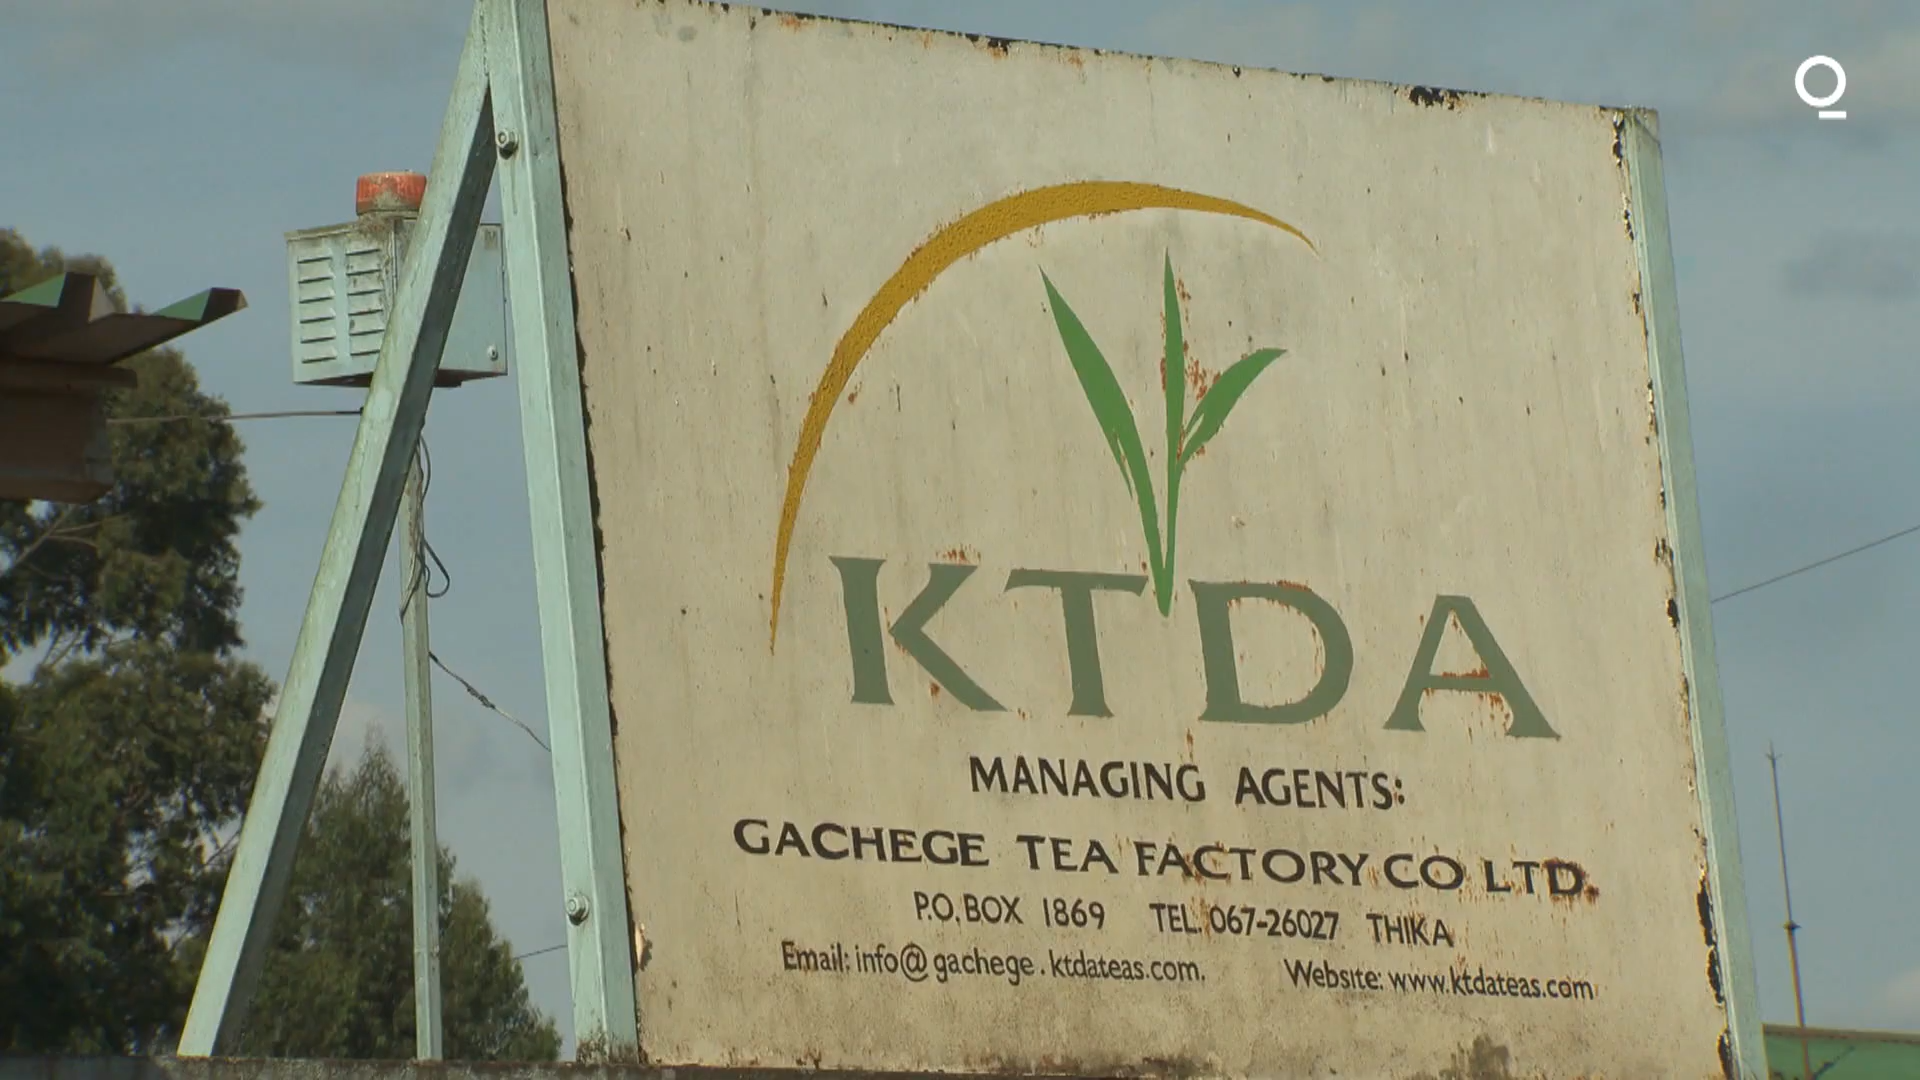 KTDA
MANAGING AGENTS:
GACHEGE TEA FACTORY CO LTD.
P.O. BOX 1869 TEL. 067-26027 THIKA
Email: info@gachege.ktdateas.com. Website: www.ktdateas.com